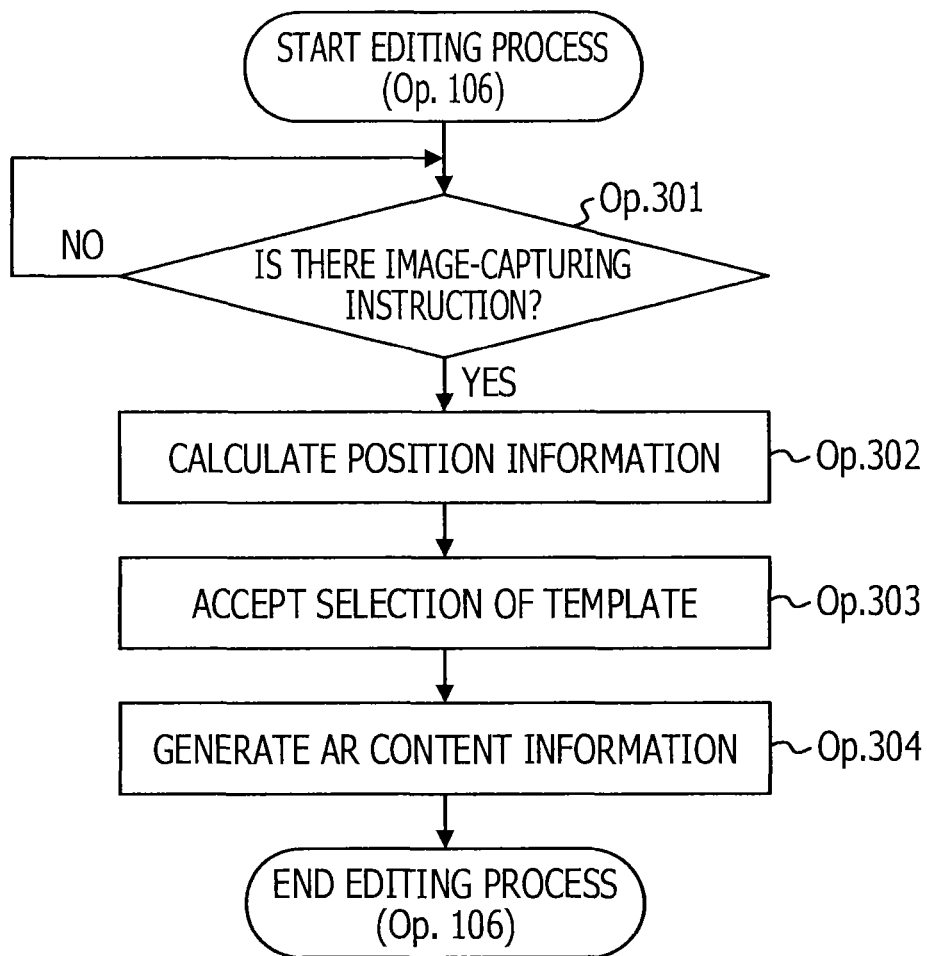 START EDITING PROCESS
(Op. 106)
Op.301
NO
IS THERE IMAGE-CAPTURING
INSTRUCTION?
YES
CALCULATE POSITION INFORMATION
Op.302
ACCEPT SELECTION OF TEMPLATE
Op.303
GENERATE AR CONTENT INFORMATION
Op.304
END EDITING PROCESS
(Op. 106)